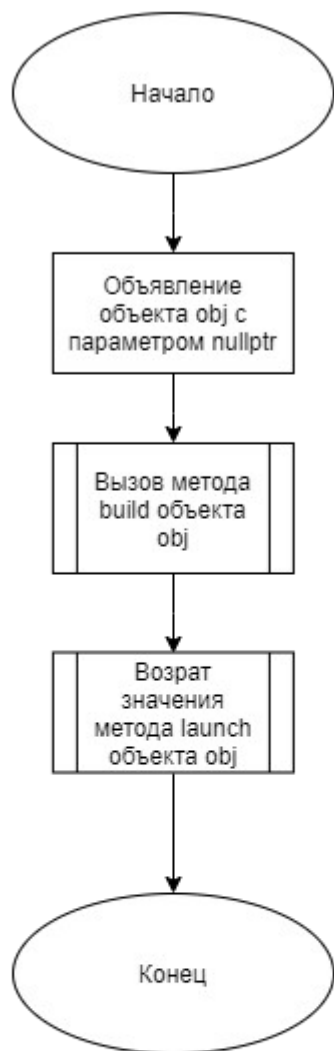 Начало
Объявление
объекта obj с
параметром nullptr
Вызов метода
build объекта
obj
Возрат
значения
метода launch
объекта obj
Конец